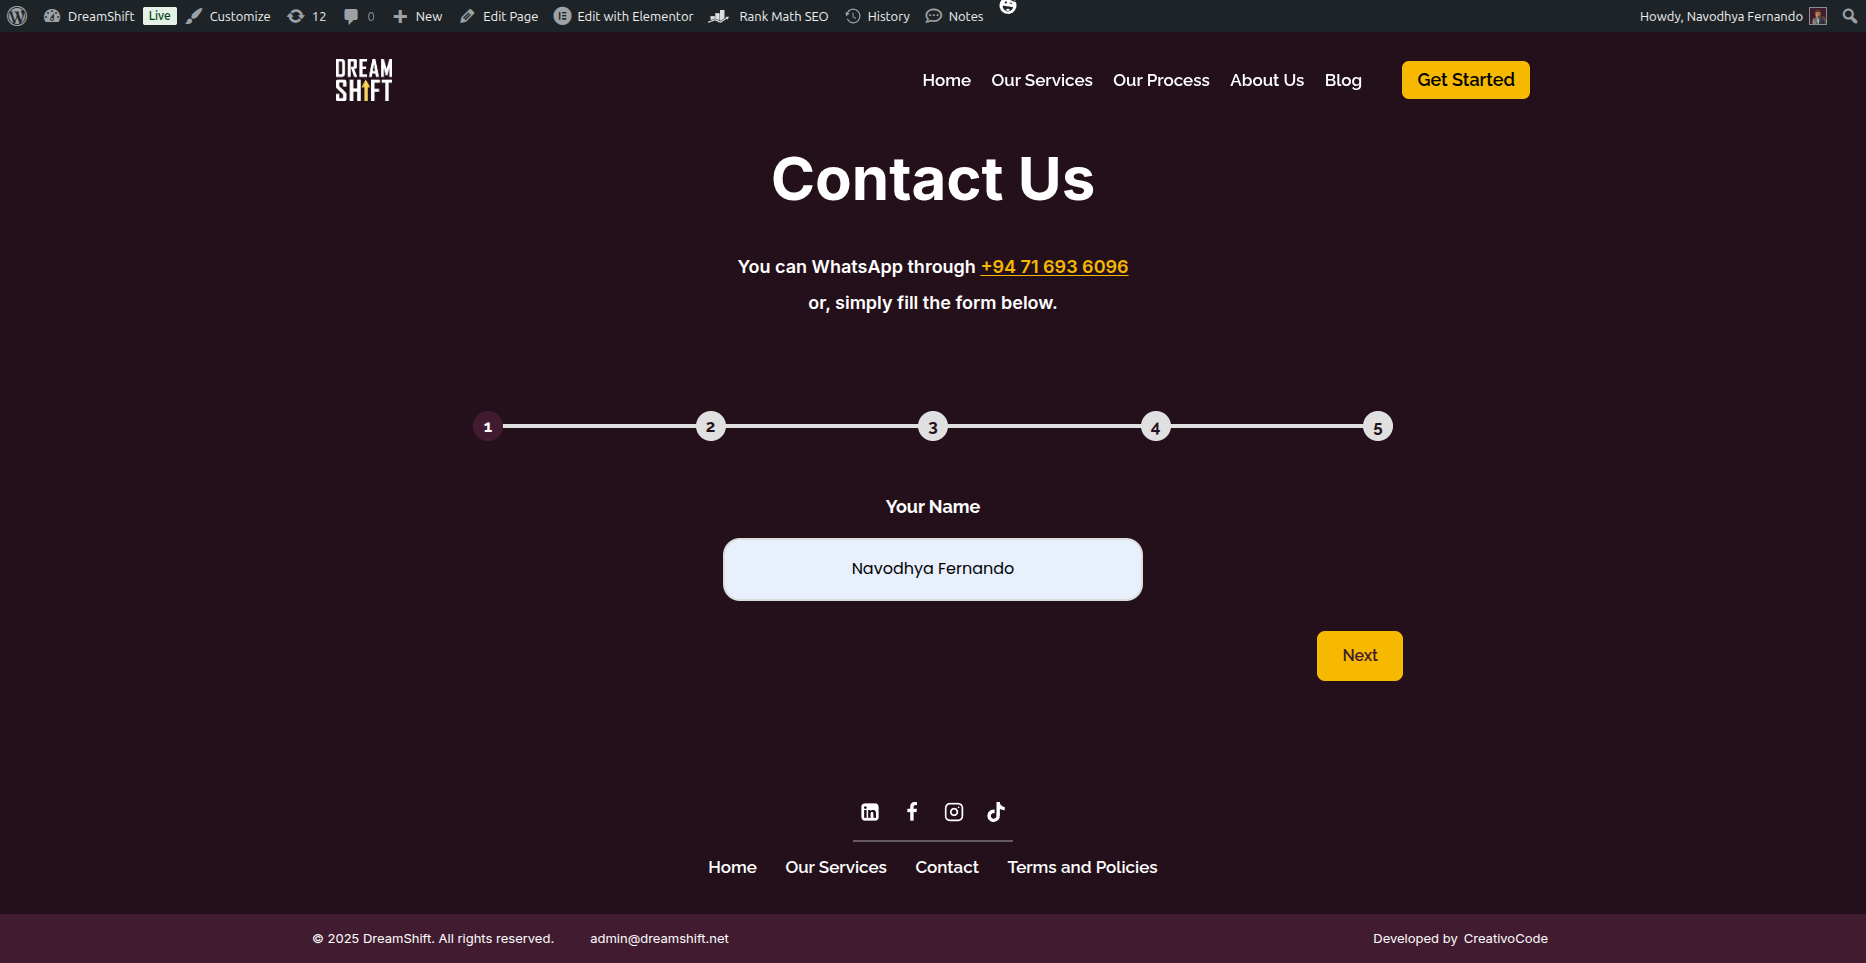 DreamShift Live Customize 12 0 New Edit Page Edit with Elementor Rank Math SEO History Notes Howdy, Navodhya Fernando
DREAM
SHIFT
Home Our Services Our Process About Us Blog Get Started
Contact Us
You can WhatsApp through +94 71 693 6096
or, simply fill the form below.
1 2 3 4 5
Your Name
Navodhya Fernando
Next
Home Our Services Contact Terms and Policies
© 2025 DreamShift. All rights reserved. admin@dreamshift.net Developed by CreativoCode